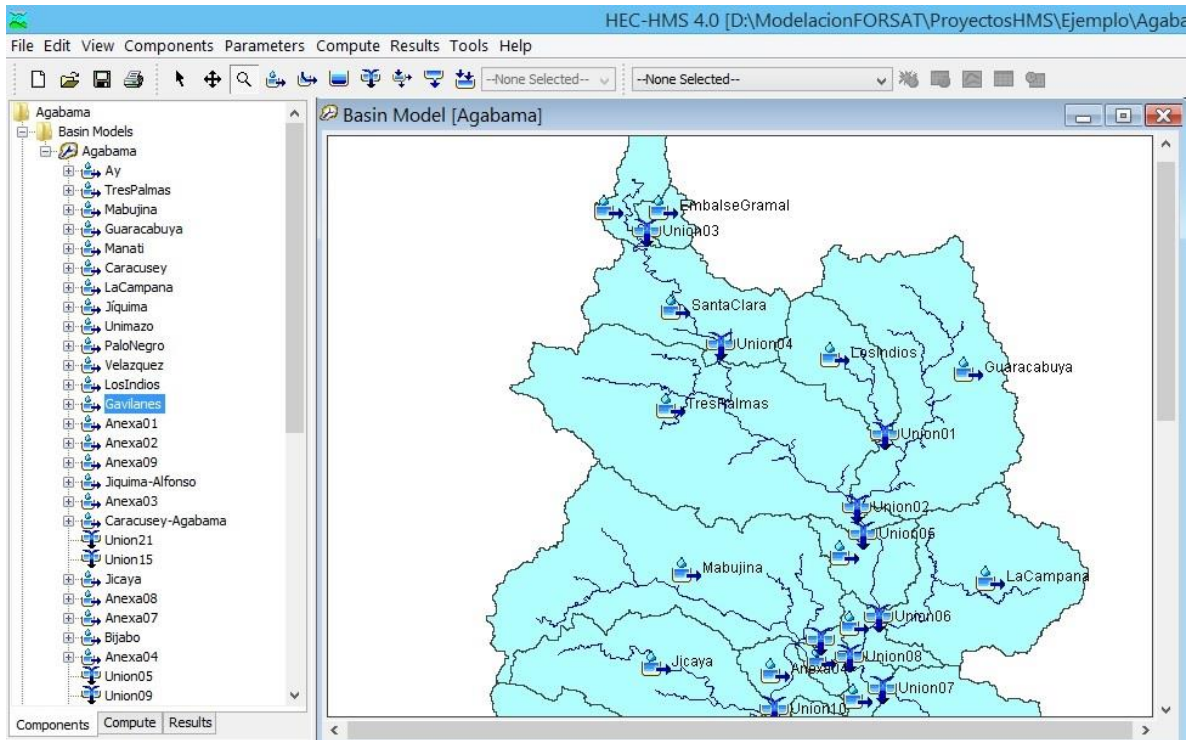 HEC-HMS 4.0 [D:\ModelacionFORSAT\ProyectosHMS\Ejemplo\Agaba
File Edit View Components Parameters Compute Results Tools Help
--None Selected-- --None Selected--
Agabama
Basin Models
Agabama
Ay
TresPalmas
Mabujina
Guaracabuya
Manati
Caracusey
LaCampana
Jíquima
Unimazo
PaloNegro
Velazquez
LosIndios
Gavilanes
Anexa01
Anexa02
Anexa09
Jiquima-Alfonso
Anexa03
Caracusey-Agabama
Union21
Union15
Jicaya
Anexa08
Anexa07
Bijabo
Anexa04
Union05
Union09
Components Compute Results
Basin Model [Agabama]
EmbalseGramal
Union03
SantaClara
Union04
LosIndios
Guaracabuya
TresPalmas
Union01
Union02
Union05
Mabujina
LaCampana
Union06
Jicaya
Anexa04
Union08
Union07
Union10